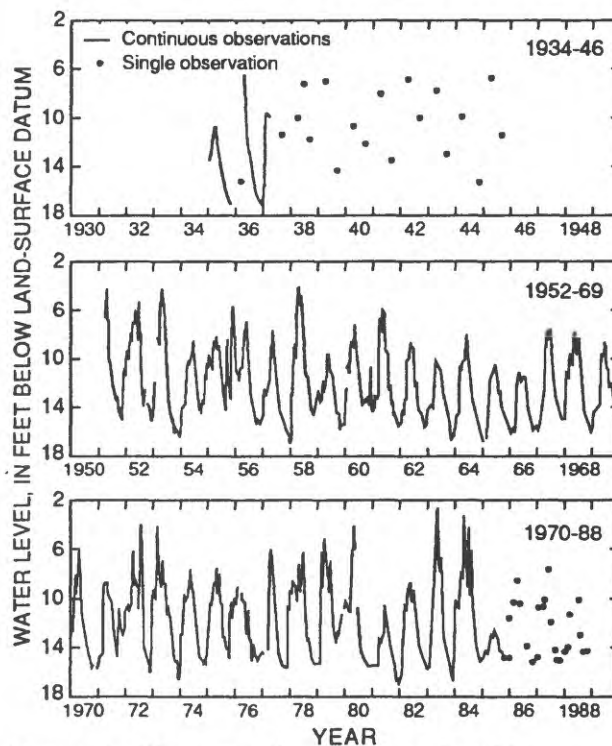 WATER LEVEL, IN FEET BELOW LAND-SURFACE DATUM
2
6
10
14
18
Continuous observations
Single observation
1934-46
1930 32 34 36 38 40 42 44 46 1948
2
6
10
14
18
1952-69
1950 52 54 56 58 60 62 64 66 1968
2
6
10
14
18
1970-88
1970 72 74 76 78 80 82 84 86 1988
YEAR